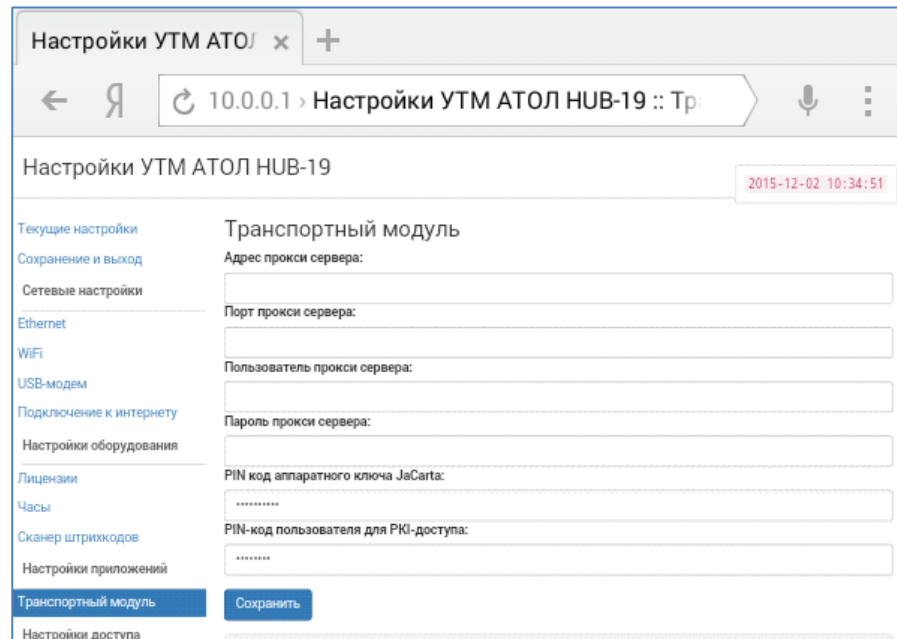 Настройки УТМ АТОЛ
10.0.0.1 › Настройки УТМ АТОЛ HUB-19 :: Тр
Настройки УТМ АТОЛ HUB-19
2015-12-02 10:34:51
Текущие настройки
Сохранение и выход
Сетевые настройки
Ethernet
WiFi
USB-модем
Подключение к интернету
Настройки оборудования
Лицензии
Часы
Сканер штрихкодов
Настройки приложений
Транспортный модуль
Настройки доступа
Транспортный модуль
Адрес прокси сервера:
Порт прокси сервера:
Пользователь прокси сервера:
Пароль прокси сервера:
PIN код аппаратного ключа JaCarta:
••••••••••
PIN-код пользователя для PKI-доступа:
••••••••
Сохранить